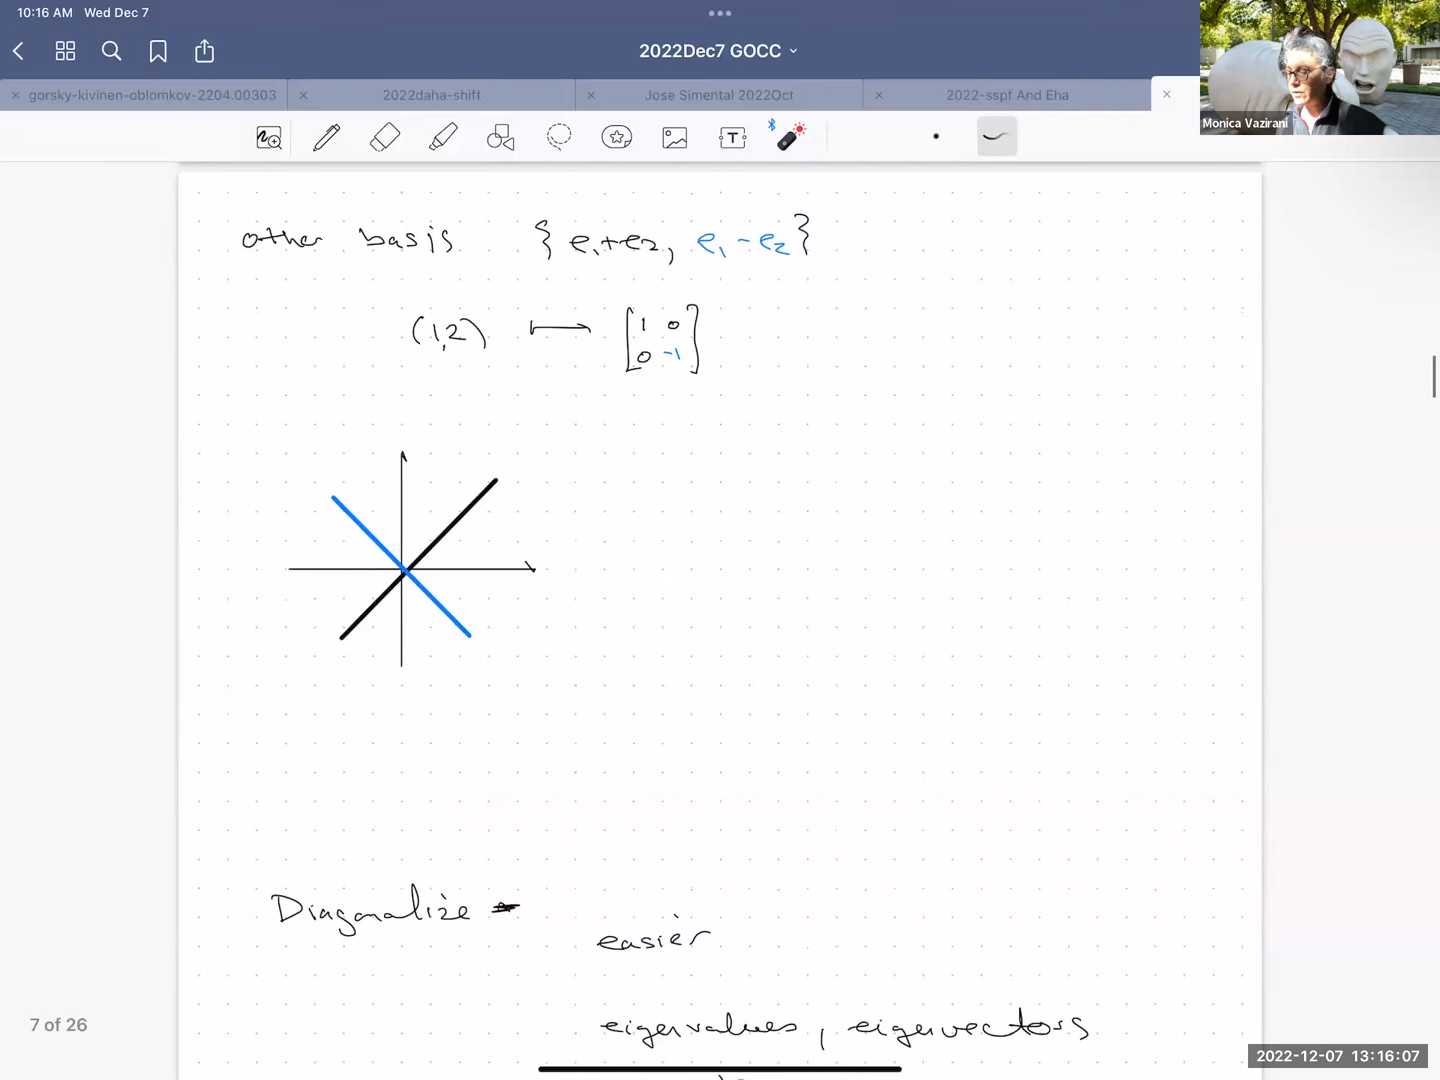 10:16 AM Wed Dec 7
2022Dec7 GOCC
gorsky-kivinen-oblomkov-2204.00303
2022daha-shift
Jose Simental 2022Oct
2022-sspf And Eha
T
Monica Vazirani
other basis { e₁+e₂, e₁-e₂}
(1,2) ⟼ [1 0
0 -1]
Diagonalize -
easier
eigenvalues, eigenvectors
7 of 26
2022-12-07 13:16:07